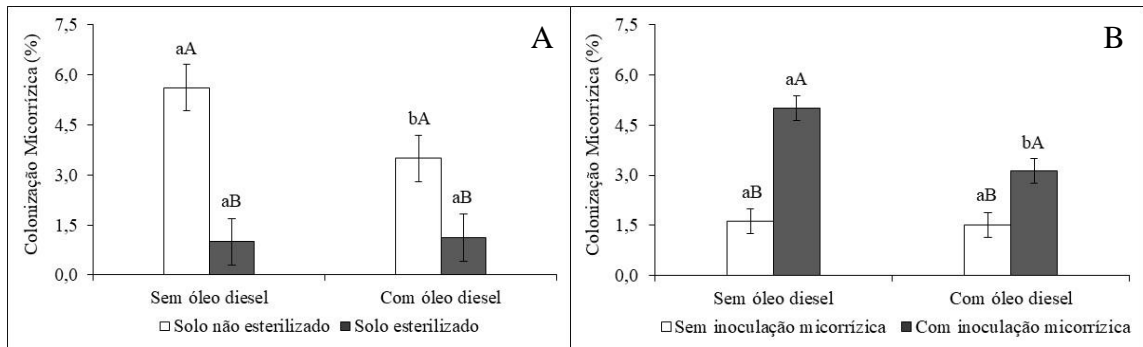 A
Colonização Micorrízica (%)
7,5
6,0
4,5
3,0
1,5
0,0
aA
aB
bA
aB
Sem óleo diesel
Com óleo diesel
Solo não esterilizado
Solo esterilizado
B
Colonização Micorrízica (%)
7,5
6,0
4,5
3,0
1,5
0,0
aB
aA
aB
bA
Sem óleo diesel
Com óleo diesel
Sem inoculação micorrízica
Com inoculação micorrízica